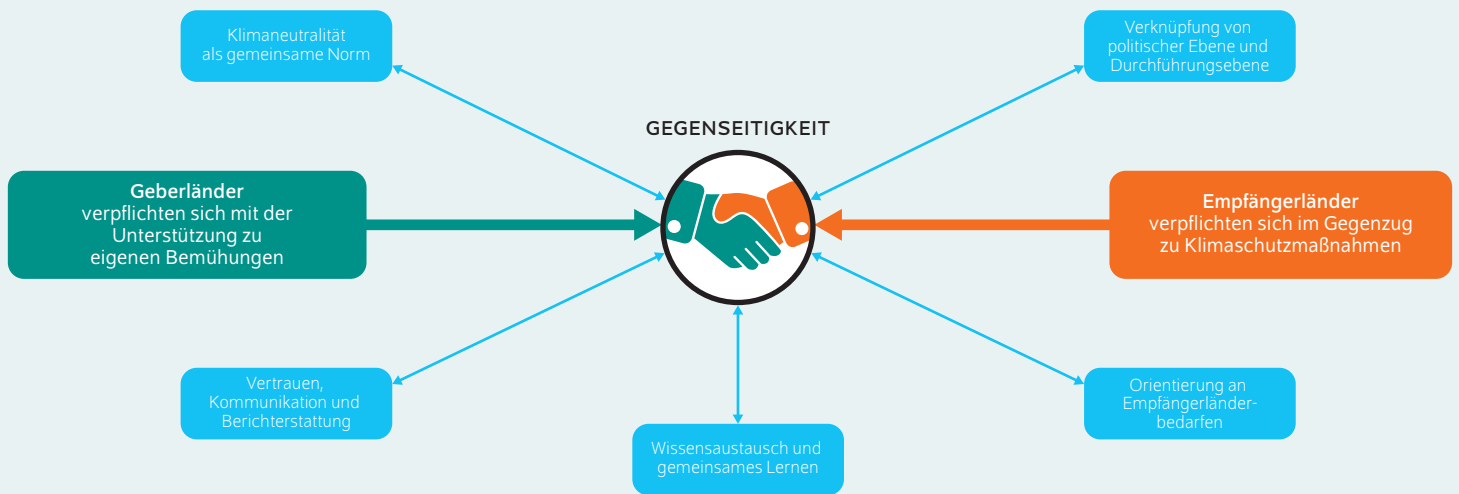 Klimaneutralität
als gemeinsame Norm
Verknüpfung von
politischer Ebene und
Durchführungsebene
GEGENSEITIGKEIT
Geberländer
verpflichten sich mit der
Unterstützung zu
eigenen Bemühungen
Empfängerländer
verpflichten sich im Gegenzug
zu Klimaschutzmaßnahmen
Vertrauen,
Kommunikation und
Berichterstattung
Orientierung an
Empfängerländer-
bedarfen
Wissensaustausch und
gemeinsames Lernen